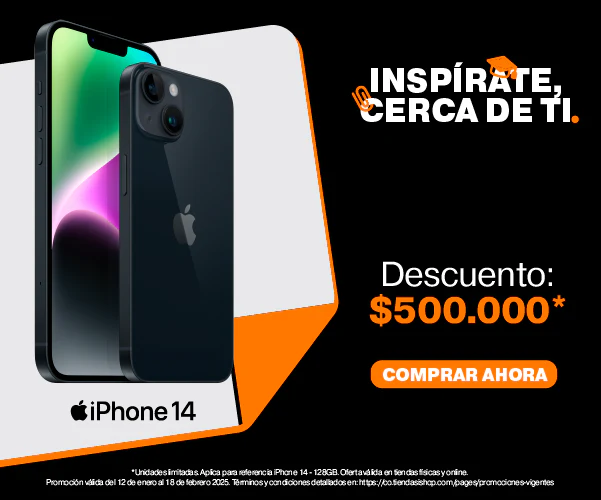 INSPÍRATE,
CERCA DE TI.
Descuento:
$500.000*
COMPRAR AHORA
iPhone 14
*Unidades limitadas. Aplica para referencia iPhone 14 - 128GB. Oferta válida en tiendas físicas y online.
Promoción válida del 12 de enero al 18 de febrero 2025. Términos y condiciones detallados en: https://co.tiendasishop.com/pages/promociones-vigentes